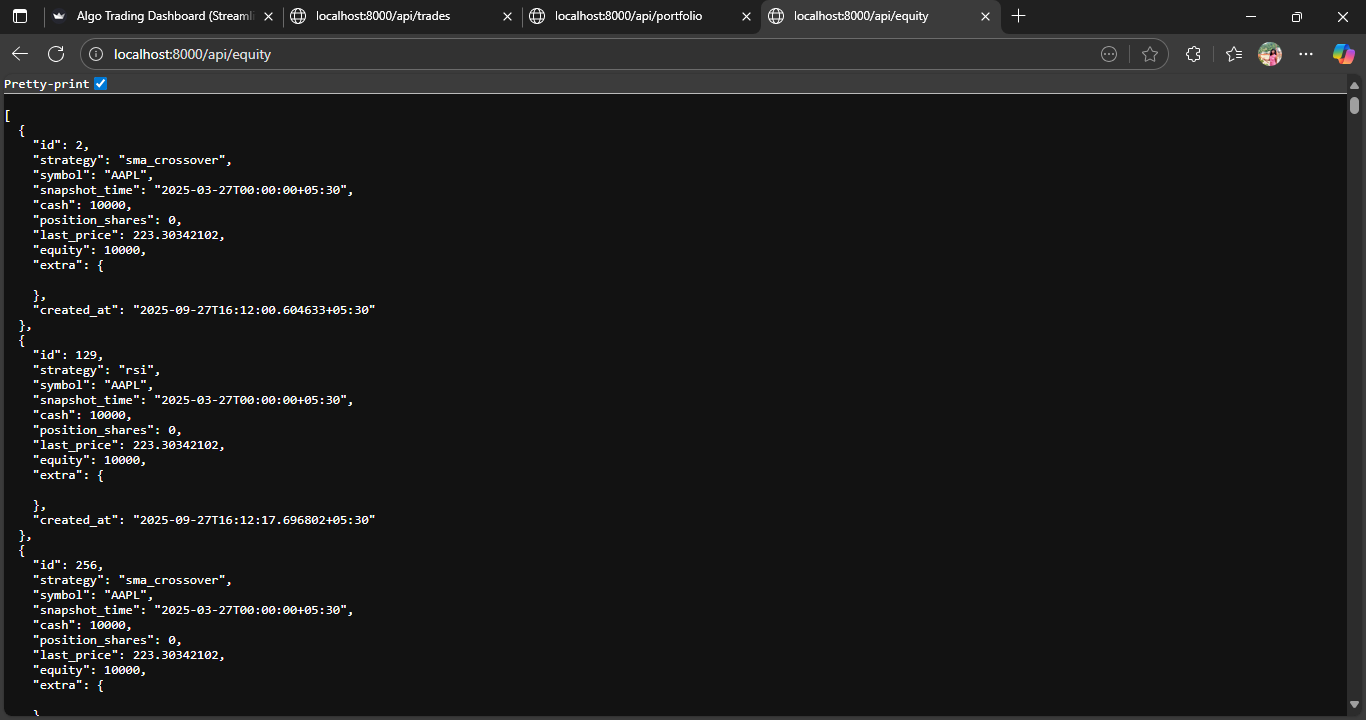 Algo Trading Dashboard (Streamli
localhost:8000/api/trades
localhost:8000/api/portfolio
localhost:8000/api/equity
localhost:8000/api/equity
Pretty-print
[
  {
    "id": 2,
    "strategy": "sma_crossover",
    "symbol": "AAPL",
    "snapshot_time": "2025-03-27T00:00:00+05:30",
    "cash": 10000,
    "position_shares": 0,
    "last_price": 223.30342102,
    "equity": 10000,
    "extra": {
    },
    "created_at": "2025-09-27T16:12:00.604633+05:30"
  },
  {
    "id": 129,
    "strategy": "rsi",
    "symbol": "AAPL",
    "snapshot_time": "2025-03-27T00:00:00+05:30",
    "cash": 10000,
    "position_shares": 0,
    "last_price": 223.30342102,
    "equity": 10000,
    "extra": {
    },
    "created_at": "2025-09-27T16:12:17.696802+05:30"
  },
  {
    "id": 256,
    "strategy": "sma_crossover",
    "symbol": "AAPL",
    "snapshot_time": "2025-03-27T00:00:00+05:30",
    "cash": 10000,
    "position_shares": 0,
    "last_price": 223.30342102,
    "equity": 10000,
    "extra": {
    }